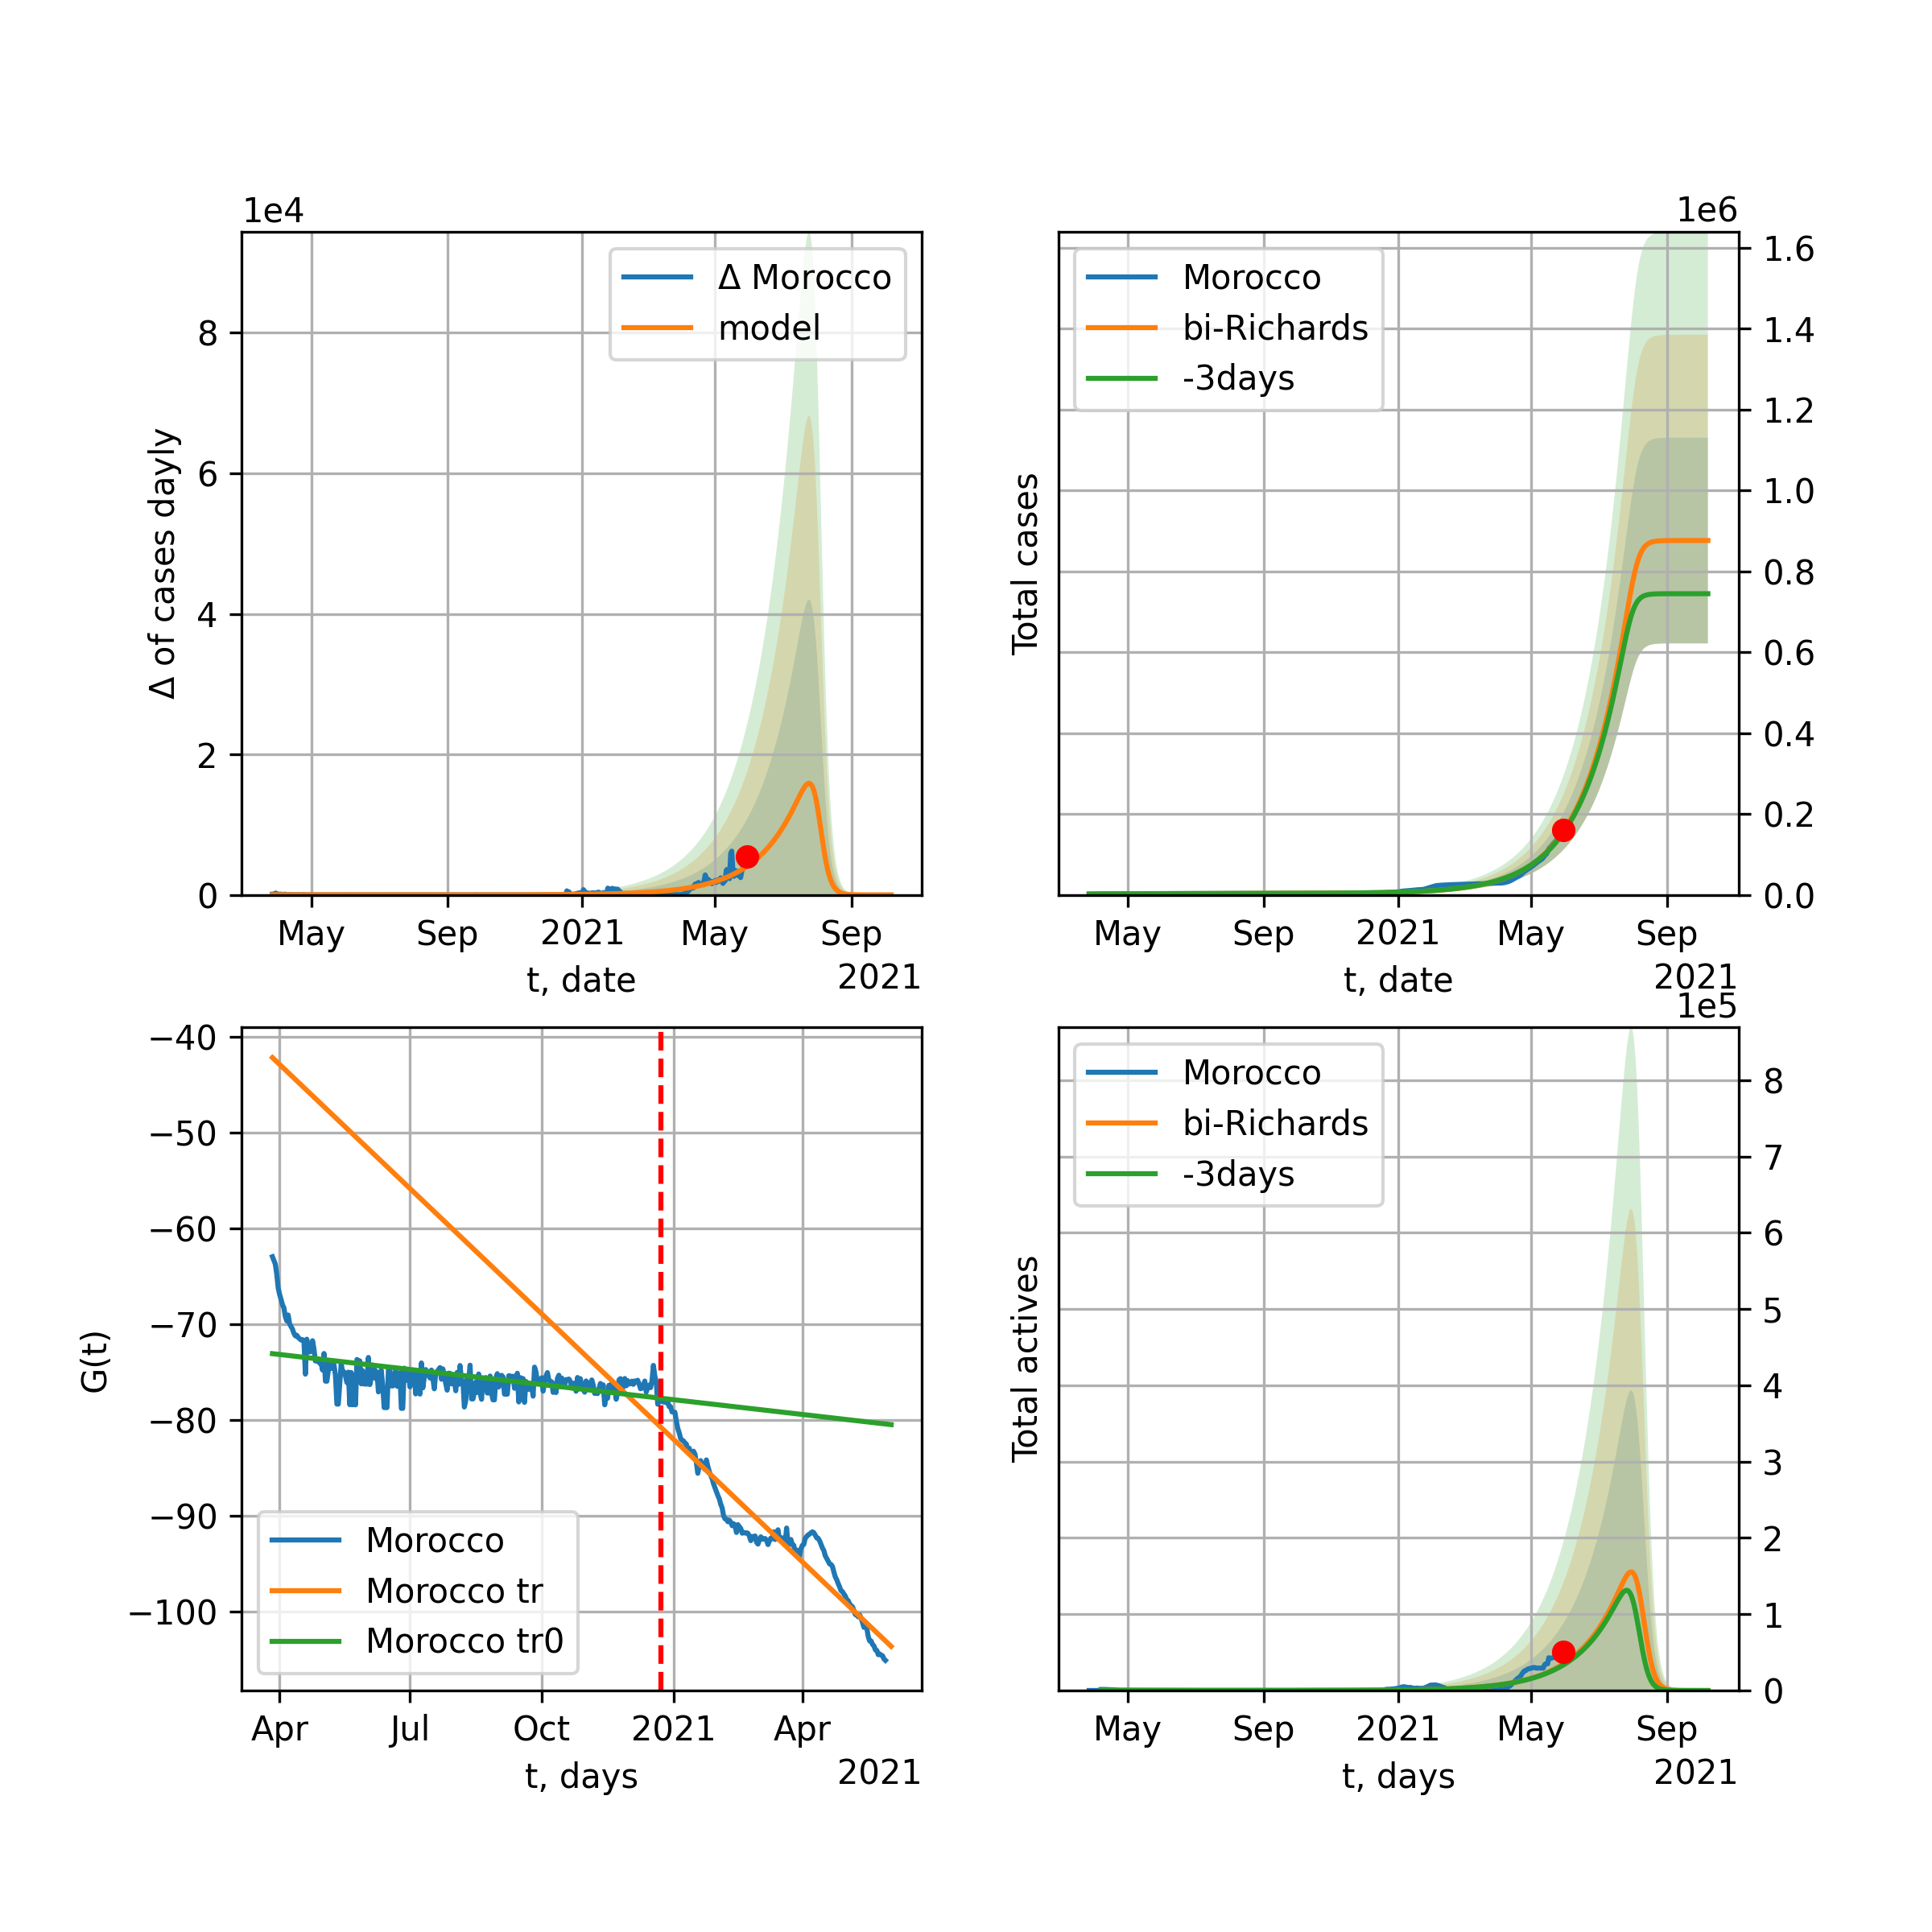 1e4
Δ Morocco
model
8
6
4
2
0
Δ of cases dayly
May Sep 2021 May Sep
t, date
2021
1e6
Morocco
bi-Richards
-3days
1.6
1.4
1.2
1.0
0.8
0.6
0.4
0.2
0.0
Total cases
May Sep 2021 May Sep
t, date
2021
−40
−50
−60
−70
−80
−90
−100
G(t)
Morocco
Morocco tr
Morocco tr0
Apr Jul Oct 2021 Apr
t, days
2021
1e5
Morocco
bi-Richards
-3days
8
7
6
5
4
3
2
1
0
Total actives
May Sep 2021 May Sep
t, days
2021